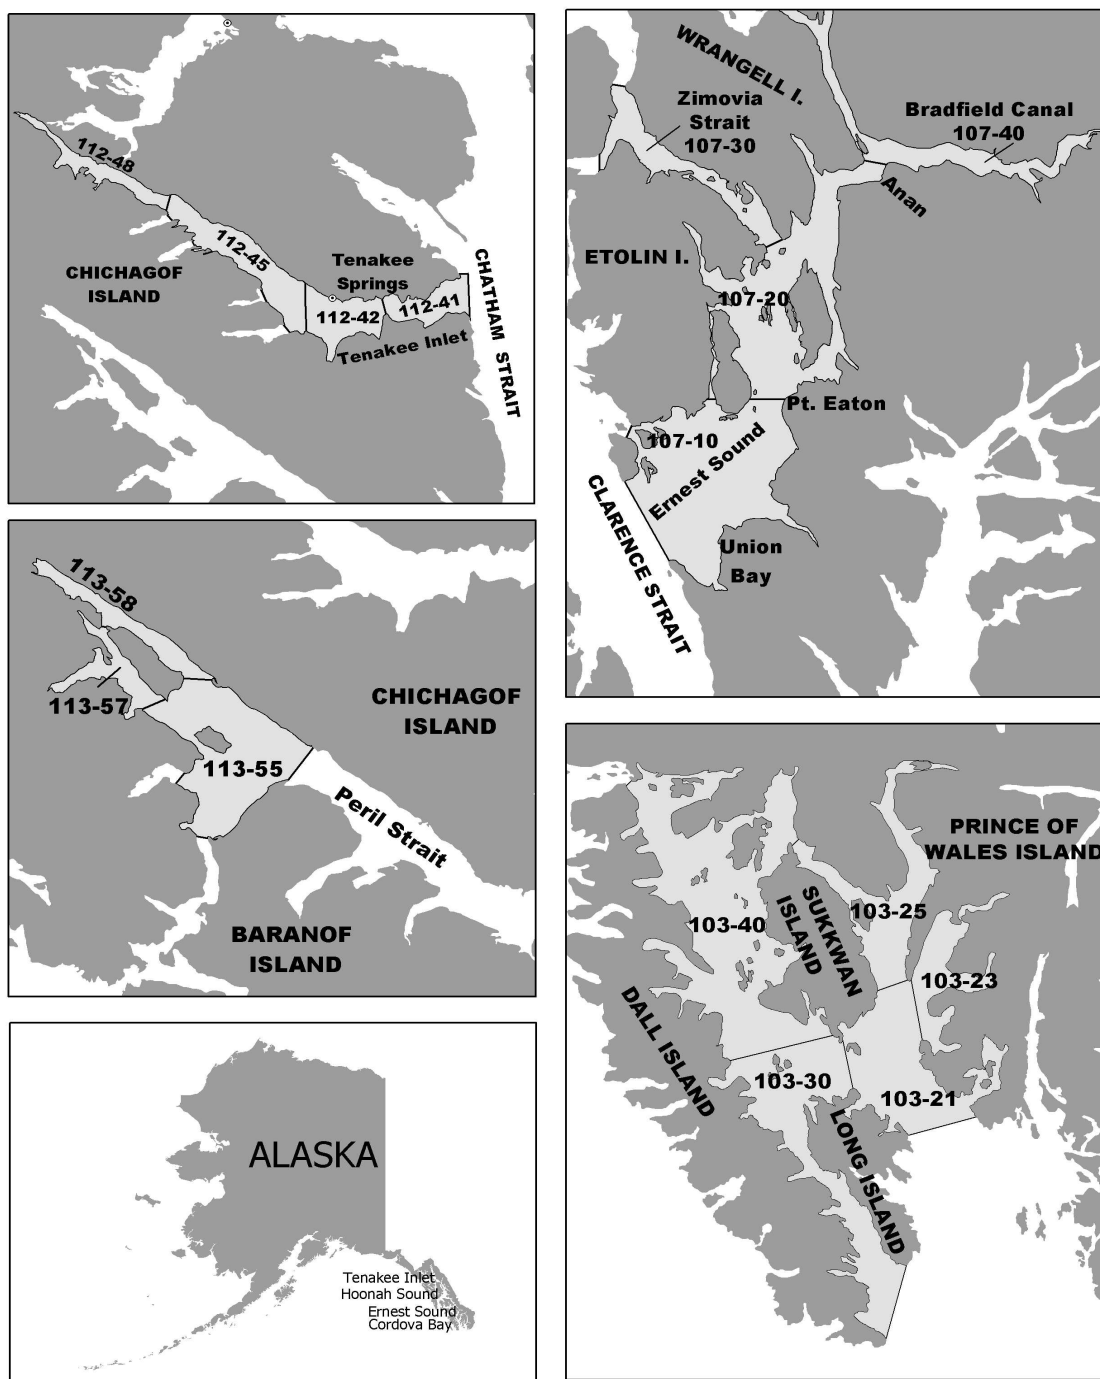 112-48
112-45
CHICHAGOF
ISLAND
Tenakee
Springs
112-42
112-41
Tenakee Inlet
CHATHAM STRAIT
WRANGELL I.
Zimovia
Strait
107-30
Bradfield Canal
107-40
Anan
ETOLIN I.
107-20
Pt. Eaton
107-10
Ernest Sound
CLARENCE STRAIT
Union
Bay
113-58
113-57
CHICHAGOF
ISLAND
113-55
Peril Strait
BARANOF
ISLAND
PRINCE OF
WALES ISLAND
103-40
SUKKWAN
ISLAND
103-25
103-23
DALL ISLAND
103-30
103-21
LONG ISLAND
ALASKA
Tenakee Inlet
Hoonah Sound
Ernest Sound
Cordova Bay